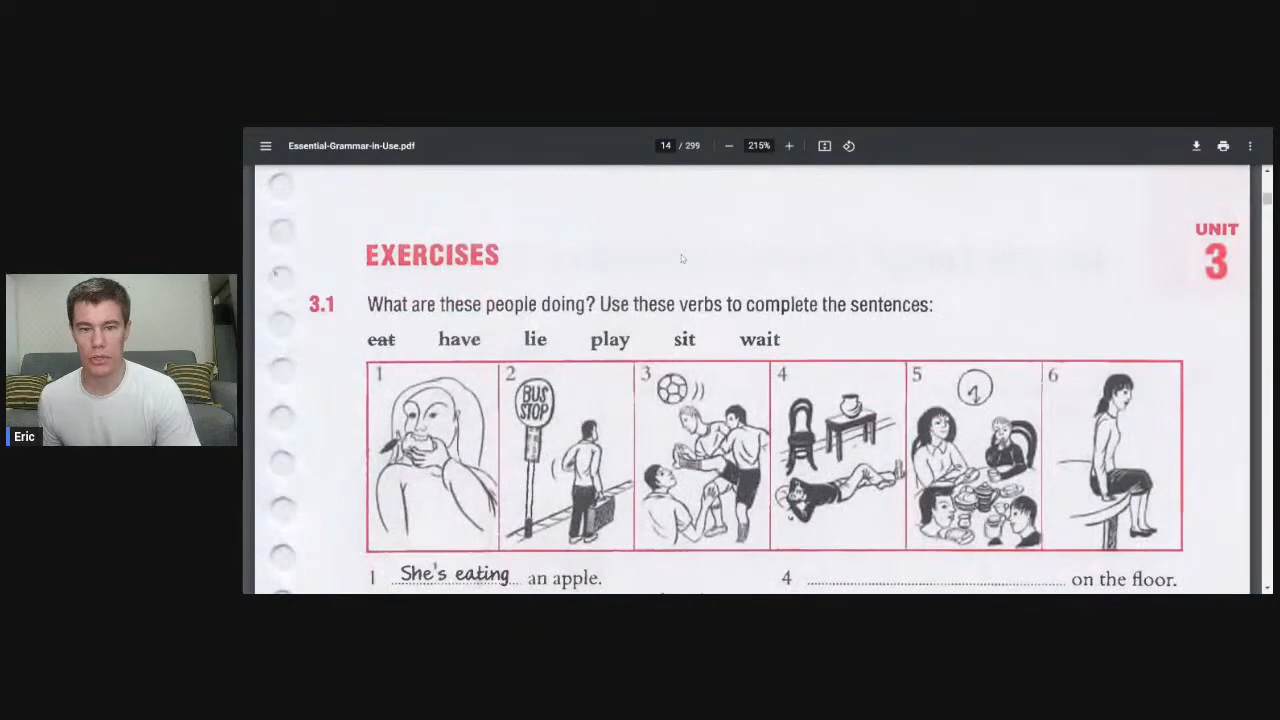 Essential-Grammar-in-Use.pdf
14 / 299
215%
UNIT
3
EXERCISES
3.1 What are these people doing? Use these verbs to complete the sentences:
eat have lie play sit wait
1 2 3 4 5 6
BUS
STOP
1
1 She's eating an apple.
4 on the floor.
Eric